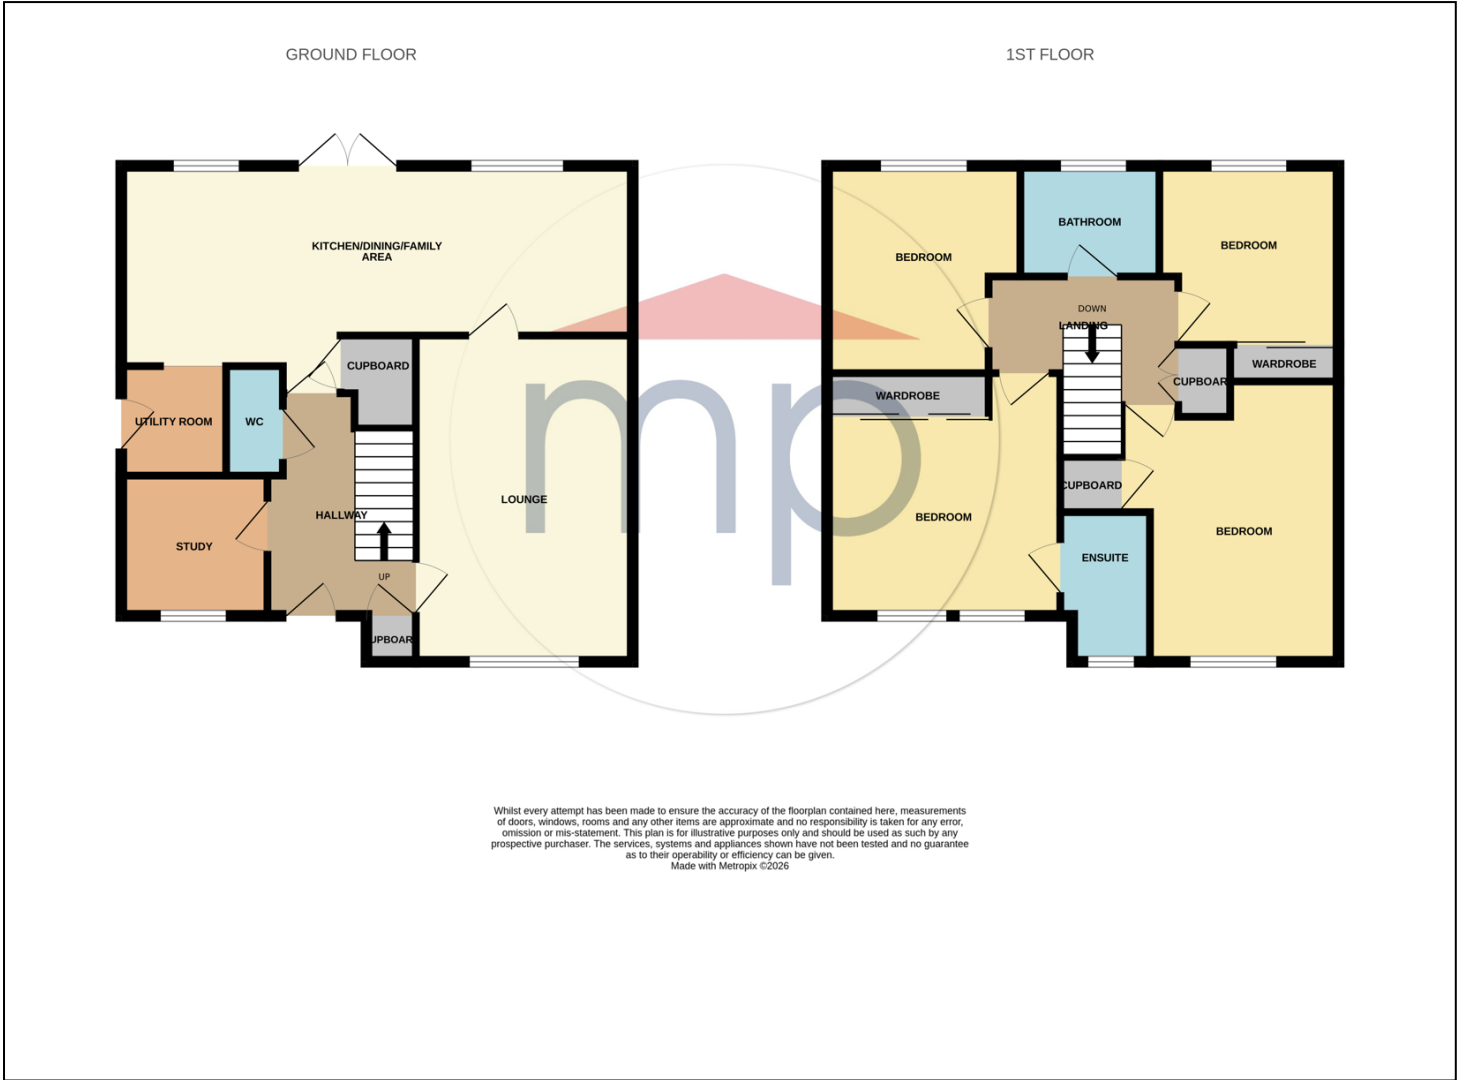 GROUND FLOOR
1ST FLOOR
KITCHEN/DINING/FAMILY
AREA
CUPBOARD
UTILITY ROOM
WC
LOUNGE
HALLWAY
STUDY
UP
UPBOAR
BATHROOM
BEDROOM
BEDROOM
DOWN
LANDING
WARDROBE
CUPBOAR
WARDROBE
CUPBOARD
BEDROOM
BEDROOM
ENSUITE
mp
Whilst every attempt has been made to ensure the accuracy of the floorplan contained here, measurements
of doors, windows, rooms and any other items are approximate and no responsibility is taken for any error,
omission or mis-statement. This plan is for illustrative purposes only and should be used as such by any
prospective purchaser. The services, systems and appliances shown have not been tested and no guarantee
as to their operability or efficiency can be given.
Made with Metropix ©2026